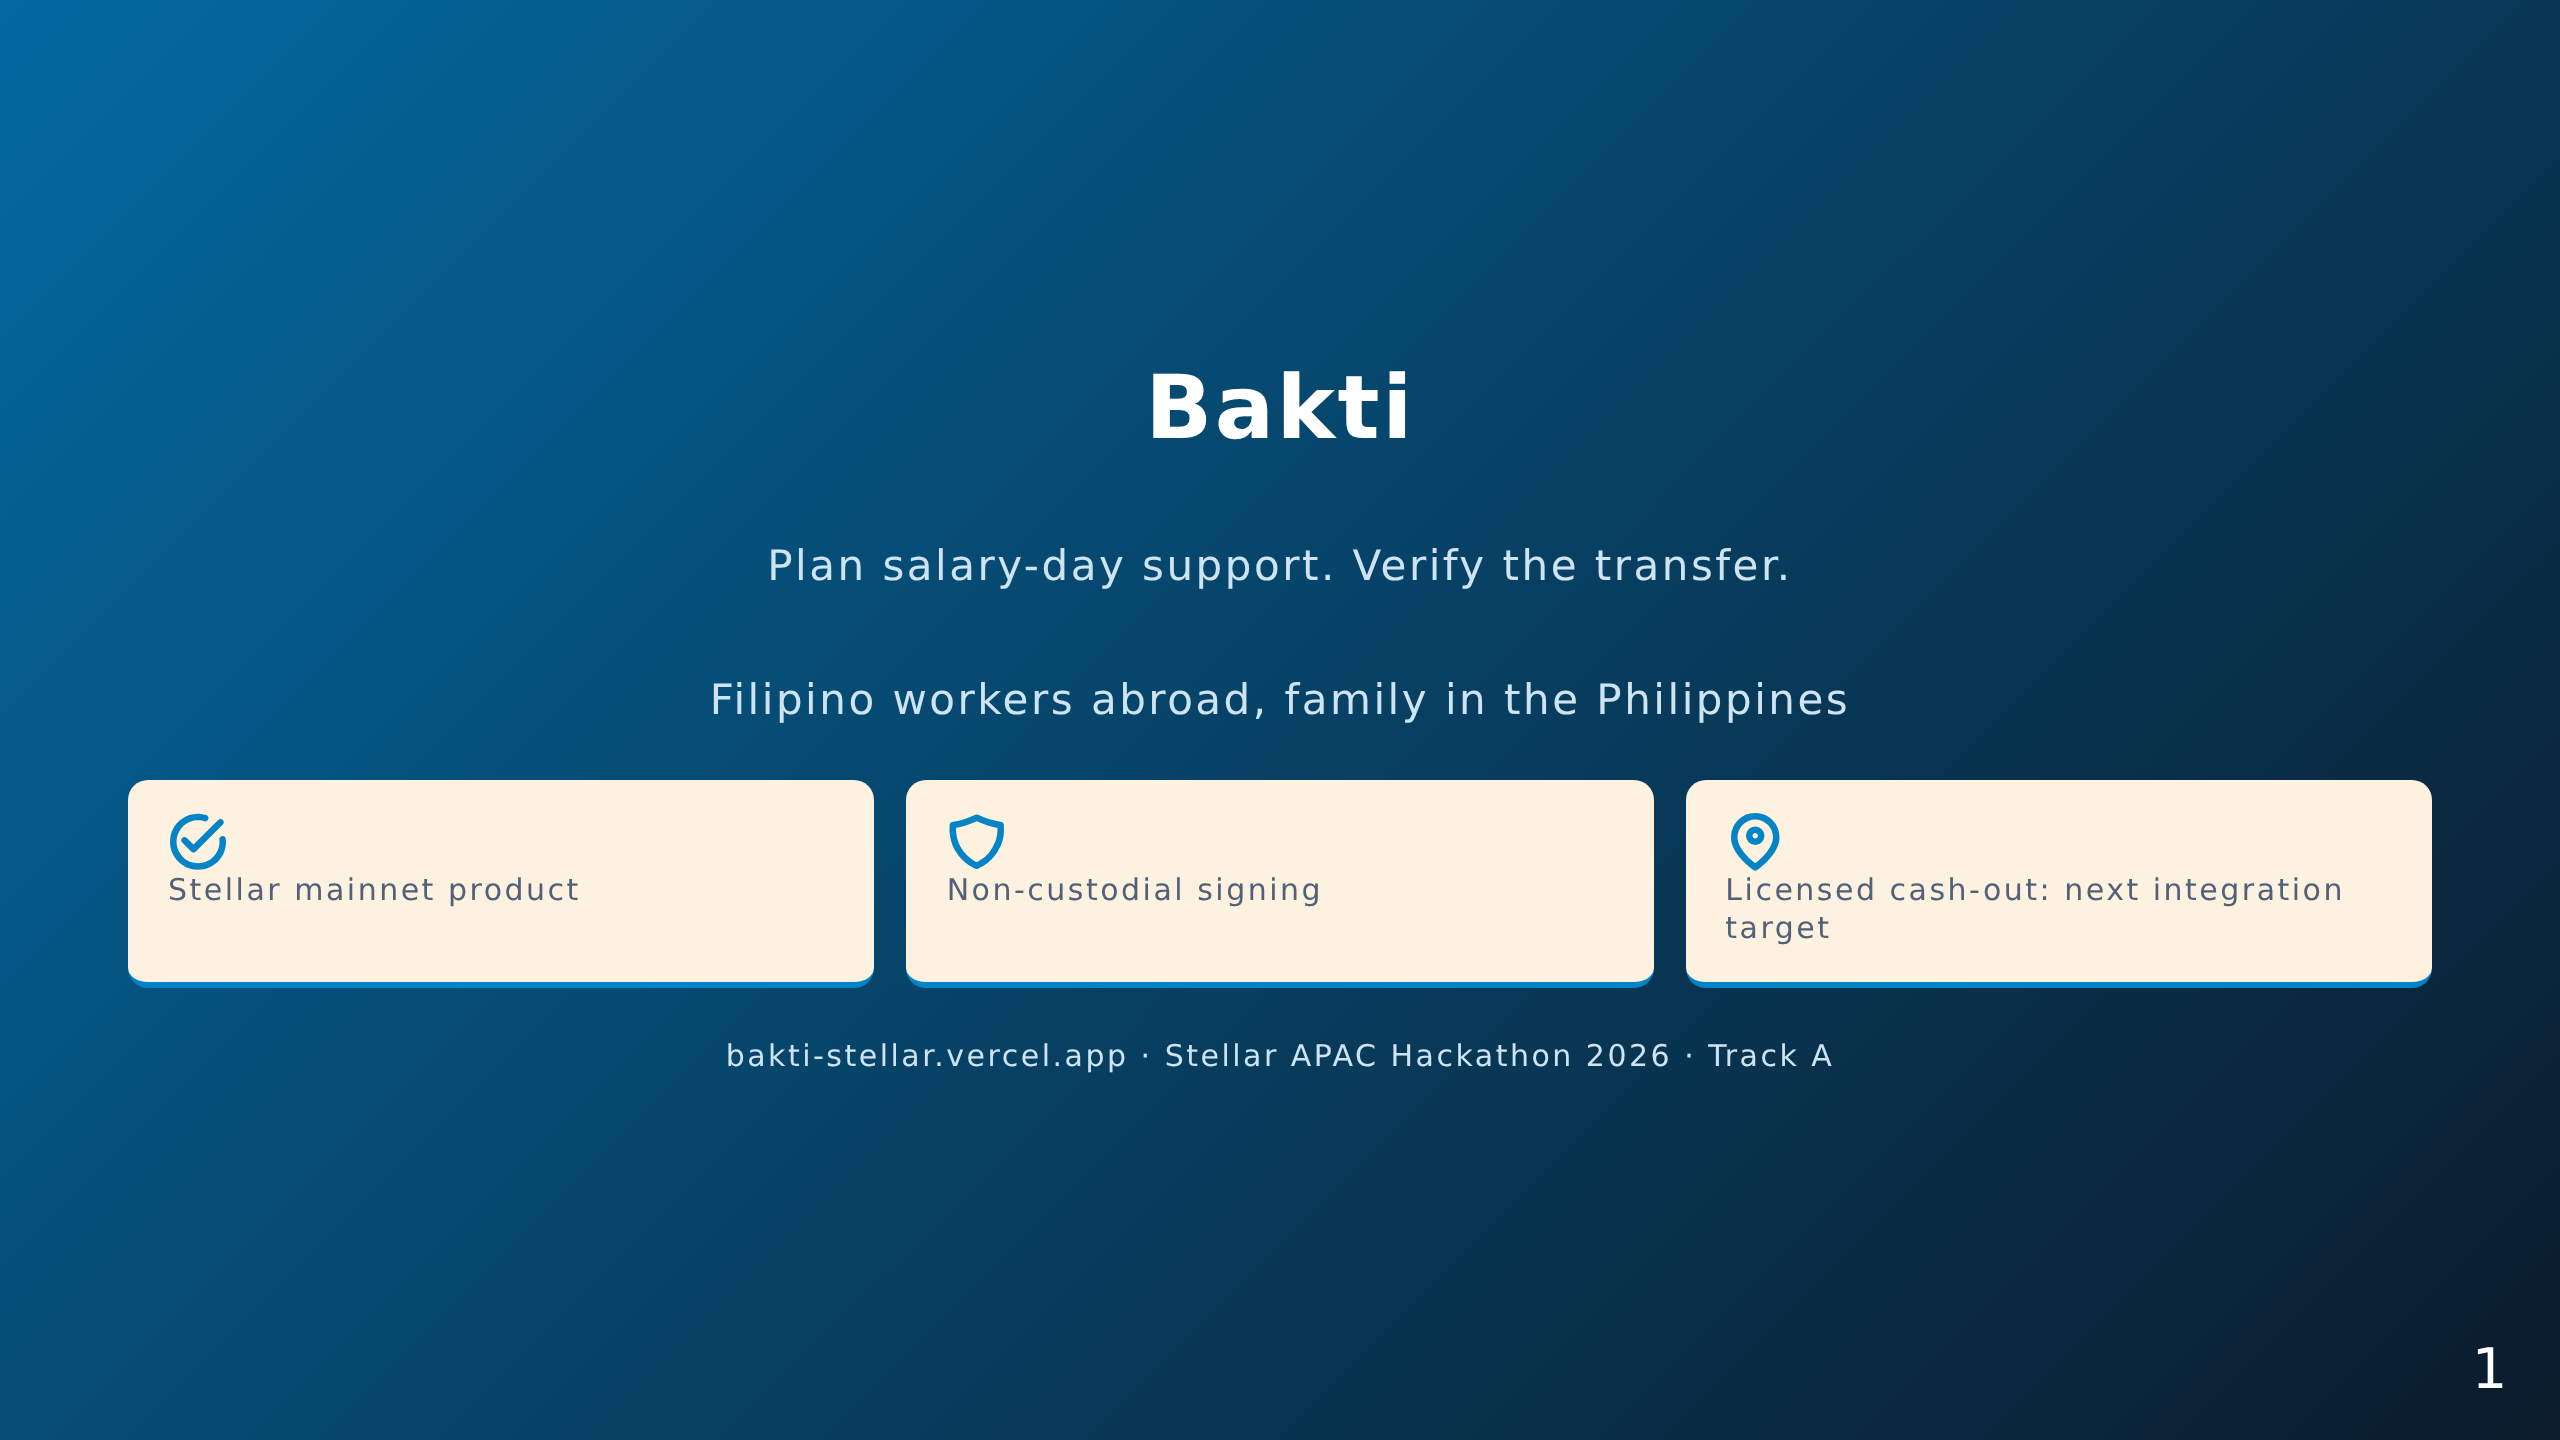 Bakti
Plan salary-day support. Verify the transfer.
Filipino workers abroad, family in the Philippines
Stellar mainnet product
Non-custodial signing
Licensed cash-out: next integration
target
bakti-stellar.vercel.app · Stellar APAC Hackathon 2026 · Track A
1